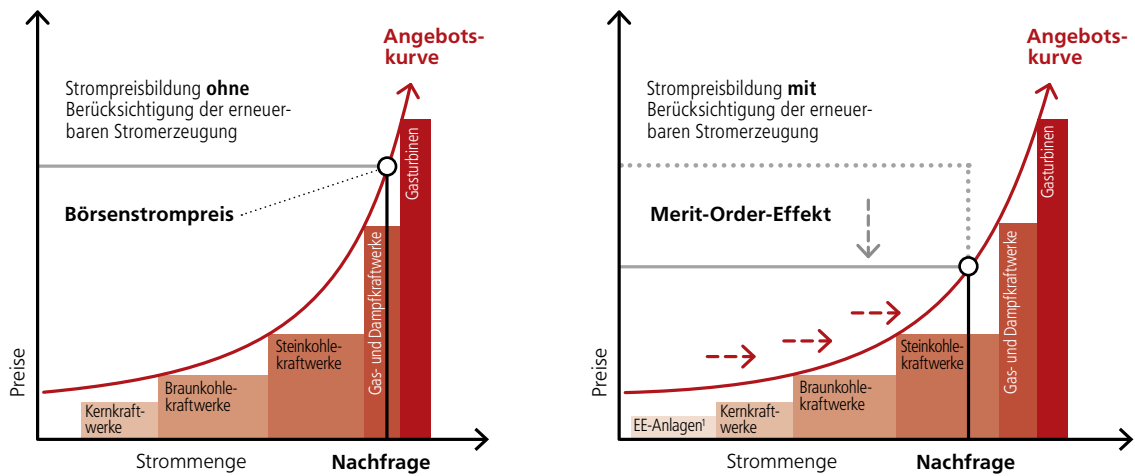 Angebots-
kurve
Strompreisbildung ohne
Berücksichtigung der erneuer-
baren Stromerzeugung
Börsenstrompreis
Gasturbinen
Gas- und Dampfkraftwerke
Steinkohle-
kraftwerke
Braunkohle-
kraftwerke
Kernkraft-
werke
Preise
Strommenge
Nachfrage
Angebots-
kurve
Strompreisbildung mit
Berücksichtigung der erneuer-
baren Stromerzeugung
Merit-Order-Effekt
Gasturbinen
Gas- und Dampfkraftwerke
Steinkohle-
kraftwerke
Braunkohle-
kraftwerke
Kernkraft-
werke
EE-Anlagen¹
Preise
Strommenge
Nachfrage